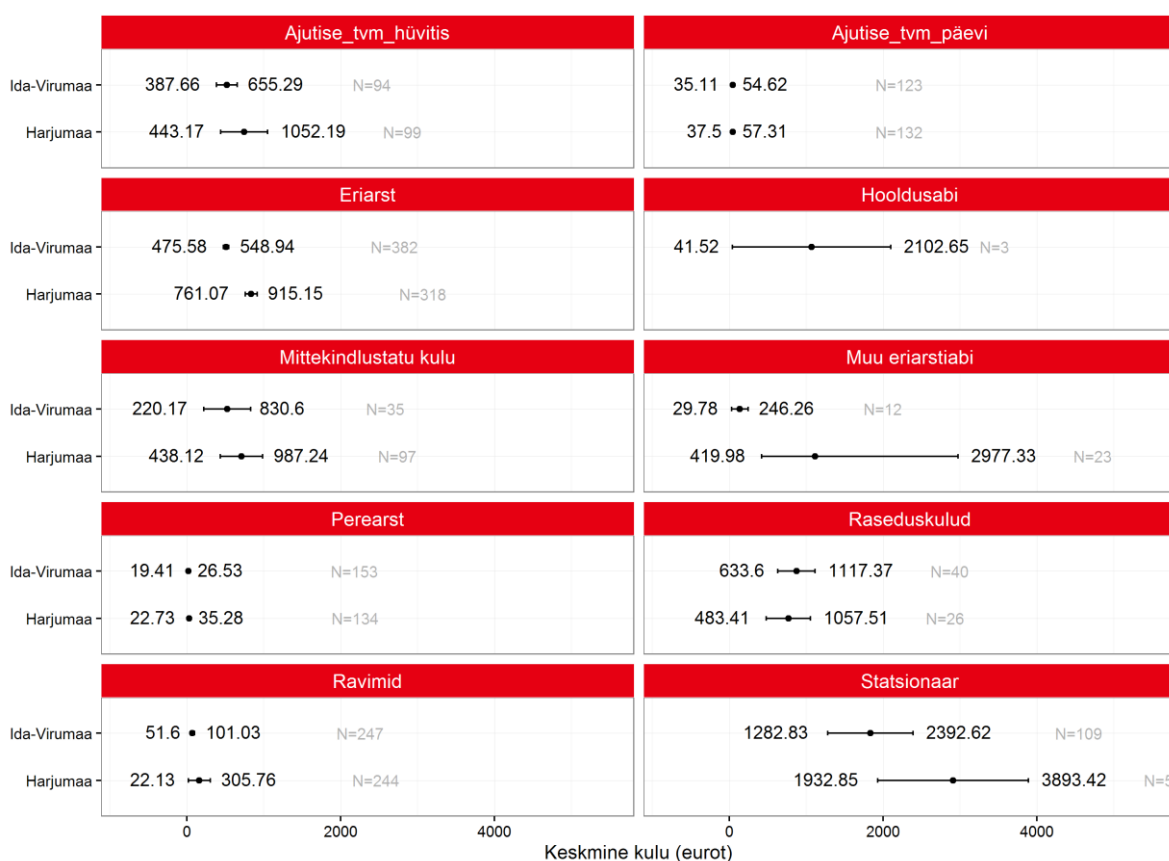 Ajutise_tvm_hüvitis Ajutise_tvm_päevi
Ida-Virumaa 387.66 655.29 N=94 35.11 54.62 N=123
Harjumaa 443.17 1052.19 N=99 37.5 57.31 N=132
Eriarst Hooldusabi
Ida-Virumaa 475.58 548.94 N=382 41.52 2102.65 N=3
Harjumaa 761.07 915.15 N=318
Mittekindlustatu kulu Muu eriarstiabi
Ida-Virumaa 220.17 830.6 N=35 29.78 246.26 N=12
Harjumaa 438.12 987.24 N=97 419.98 2977.33 N=23
Perearst Raseduskulud
Ida-Virumaa 19.41 26.53 N=153 633.6 1117.37 N=40
Harjumaa 22.73 35.28 N=134 483.41 1057.51 N=26
Ravimid Statsionaar
Ida-Virumaa 51.6 101.03 N=247 1282.83 2392.62 N=109
Harjumaa 22.13 305.76 N=244 1932.85 3893.42
0 2000 4000 0 2000 4000
Keskmine kulu (eurot)